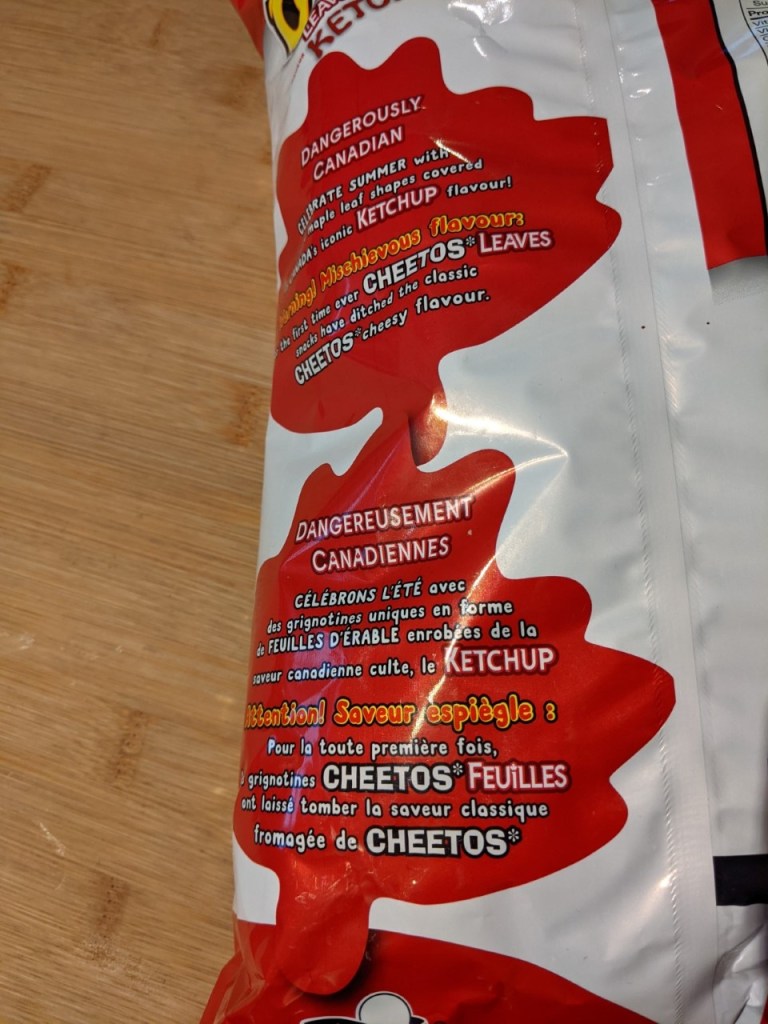 KETCHUP
DANGEROUSLY
CANADIAN
CELEBRATE SUMMER with
maple leaf shapes covered
CANADA's iconic KETCHUP flavour!
Warning! Mischievous flavour:
the first time ever CHEETOS* LEAVES
snacks have ditched the classic
CHEETOS* cheesy flavour.
DANGEREUSEMENT
CANADIENNES
CÉLÉBRONS L'ÉTÉ avec
des grignotines uniques en forme
de FEUILLES D'ÉRABLE enrobées de la
saveur canadienne culte, le KETCHUP
Attention! Saveur espiègle :
Pour la toute première fois,
grignotines CHEETOS* FEUILLES
ont laissé tomber la saveur classique
fromagée de CHEETOS*